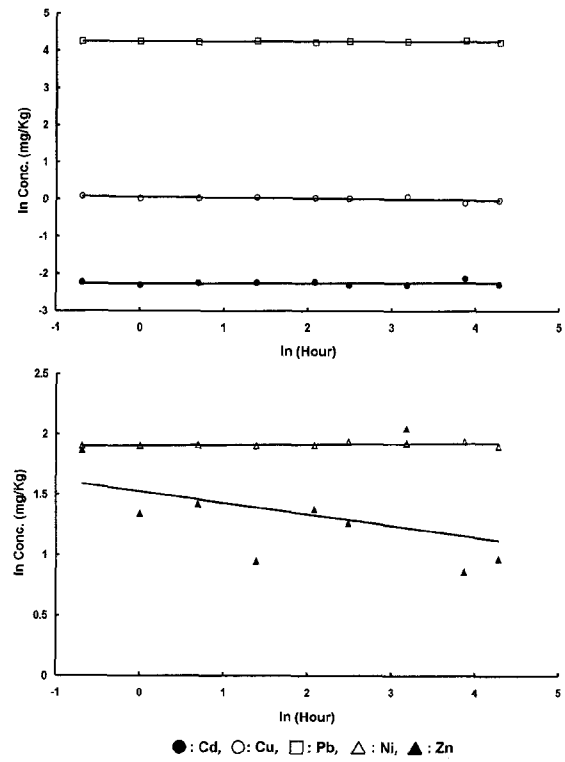 5
4
3
2
1
0
-1
-2
-3
ln Conc. (mg/Kg)
-1 0 1 2 3 4 5
ln (Hour)
2.5
2
1.5
1
0.5
0
ln Conc. (mg/Kg)
-1 0 1 2 3 4 5
ln (Hour)
● : Cd, ○ : Cu, □ : Pb, △ : Ni, ▲ : Zn